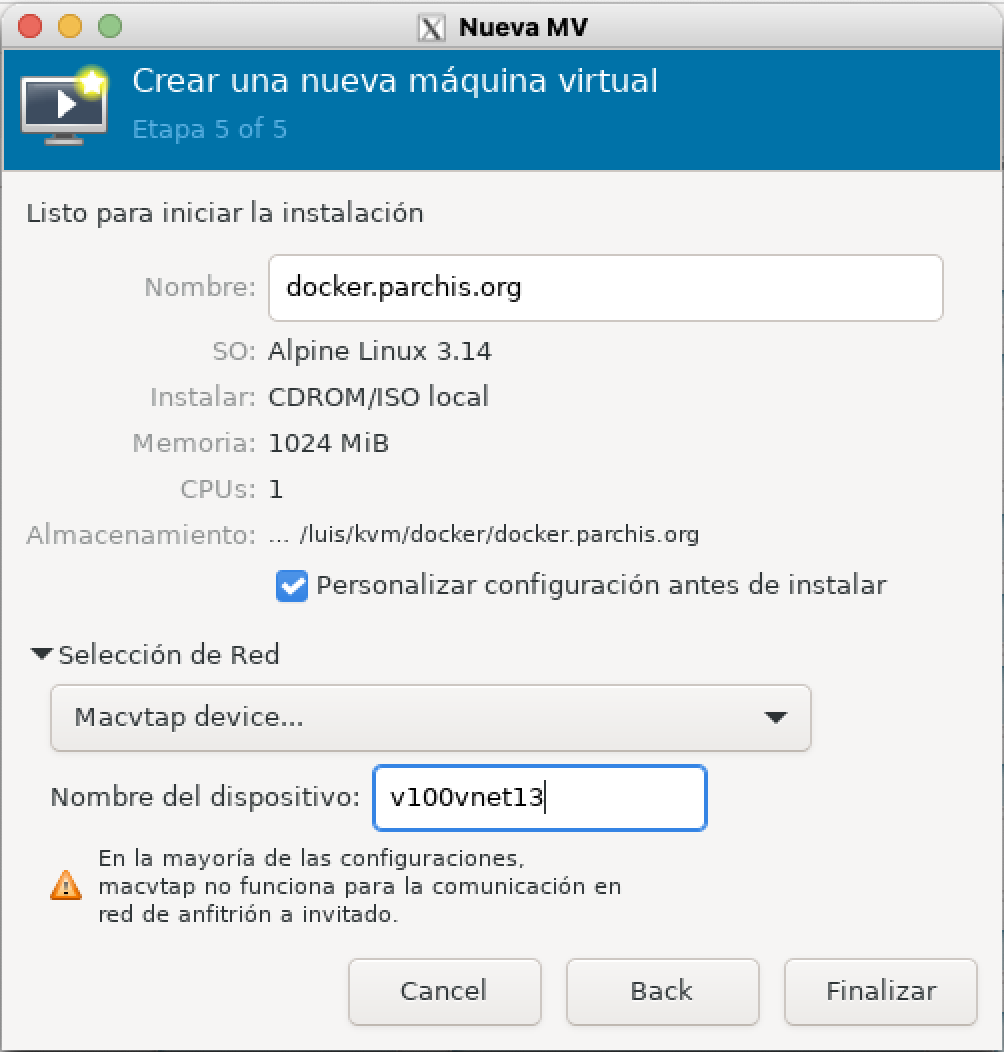 Nueva MV
Crear una nueva máquina virtual
Etapa 5 of 5
Listo para iniciar la instalación
Nombre: docker.parchis.org
SO: Alpine Linux 3.14
Instalar: CDROM/ISO local
Memoria: 1024 MiB
CPUs: 1
Almacenamiento: ... /luis/kvm/docker/docker.parchis.org
Personalizar configuración antes de instalar
Selección de Red
Macvtap device...
Nombre del dispositivo: v100vnet13
En la mayoría de las configuraciones,
macvtap no funciona para la comunicación en
red de anfitrión a invitado.
Cancel Back Finalizar